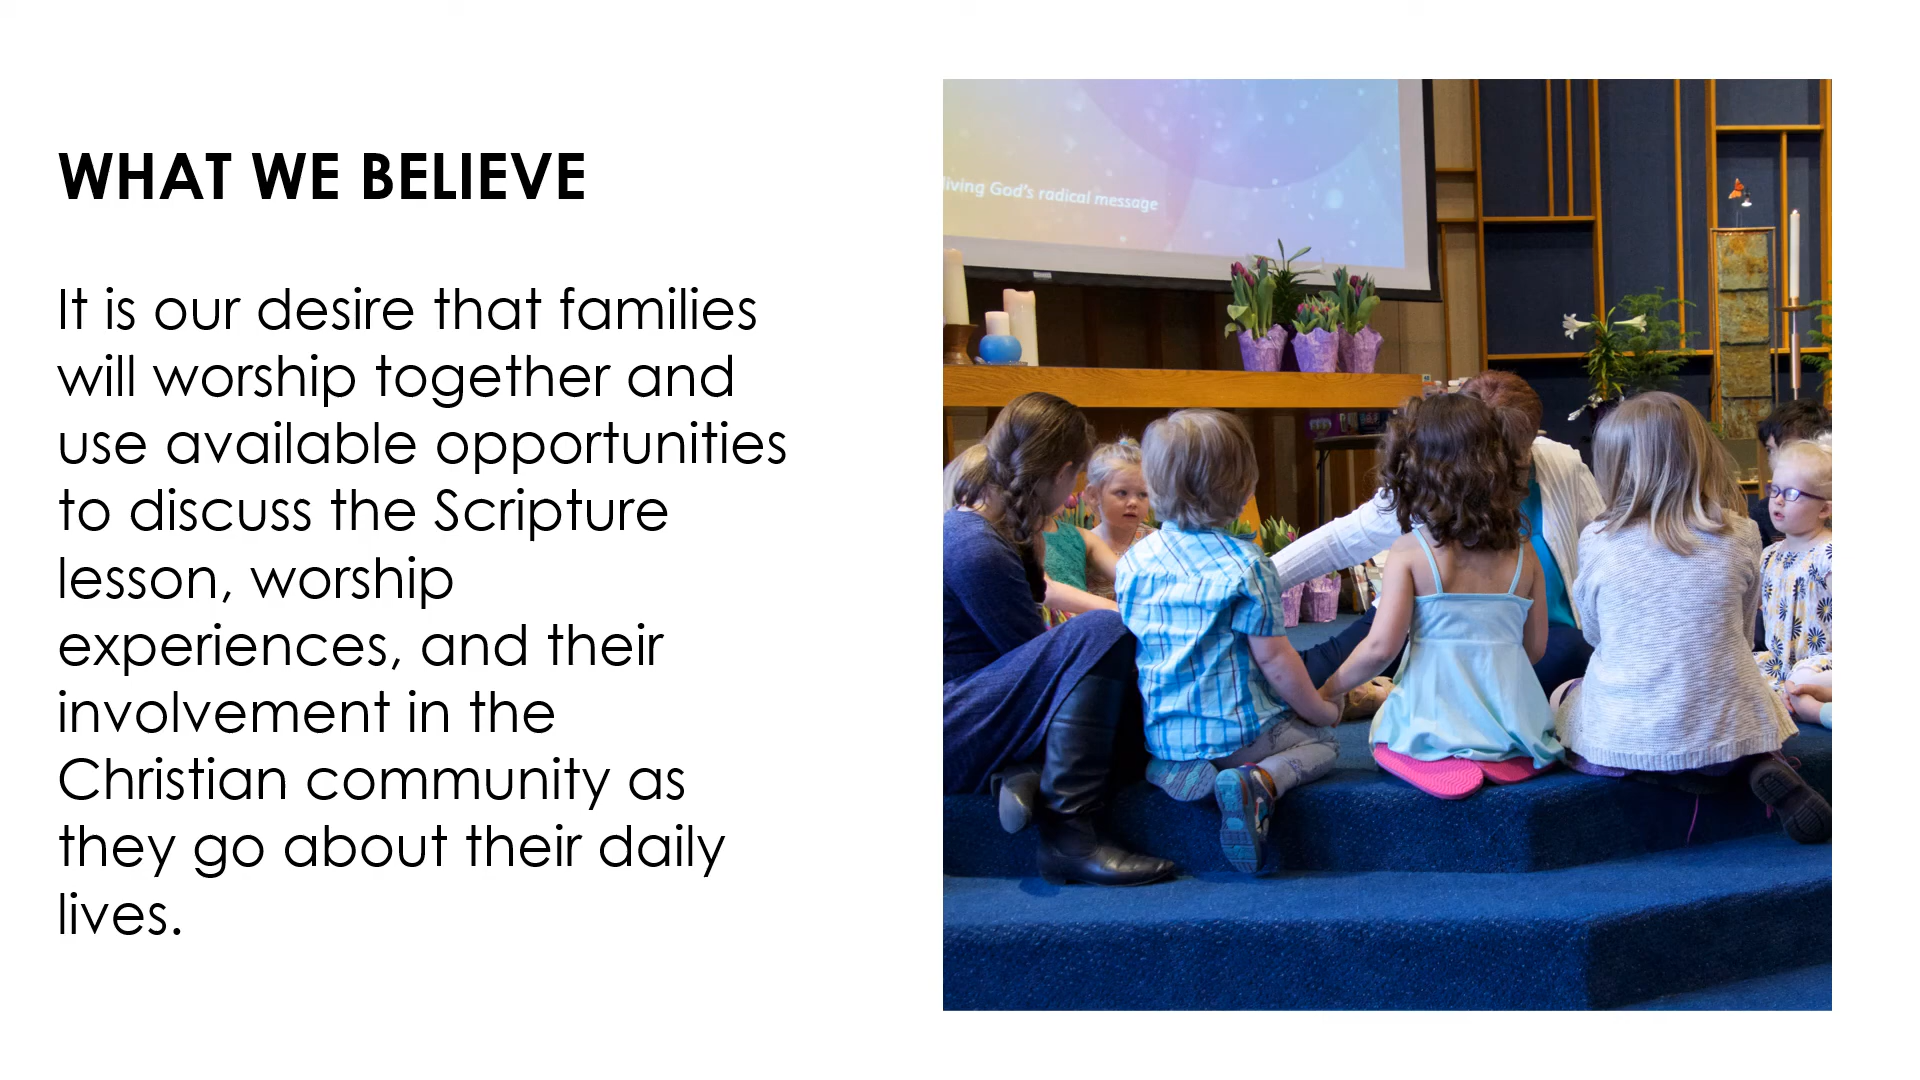 WHAT WE BELIEVE
It is our desire that families
will worship together and
use available opportunities
to discuss the Scripture
lesson, worship
experiences, and their
involvement in the
Christian community as
they go about their daily
lives.
living God's radical message